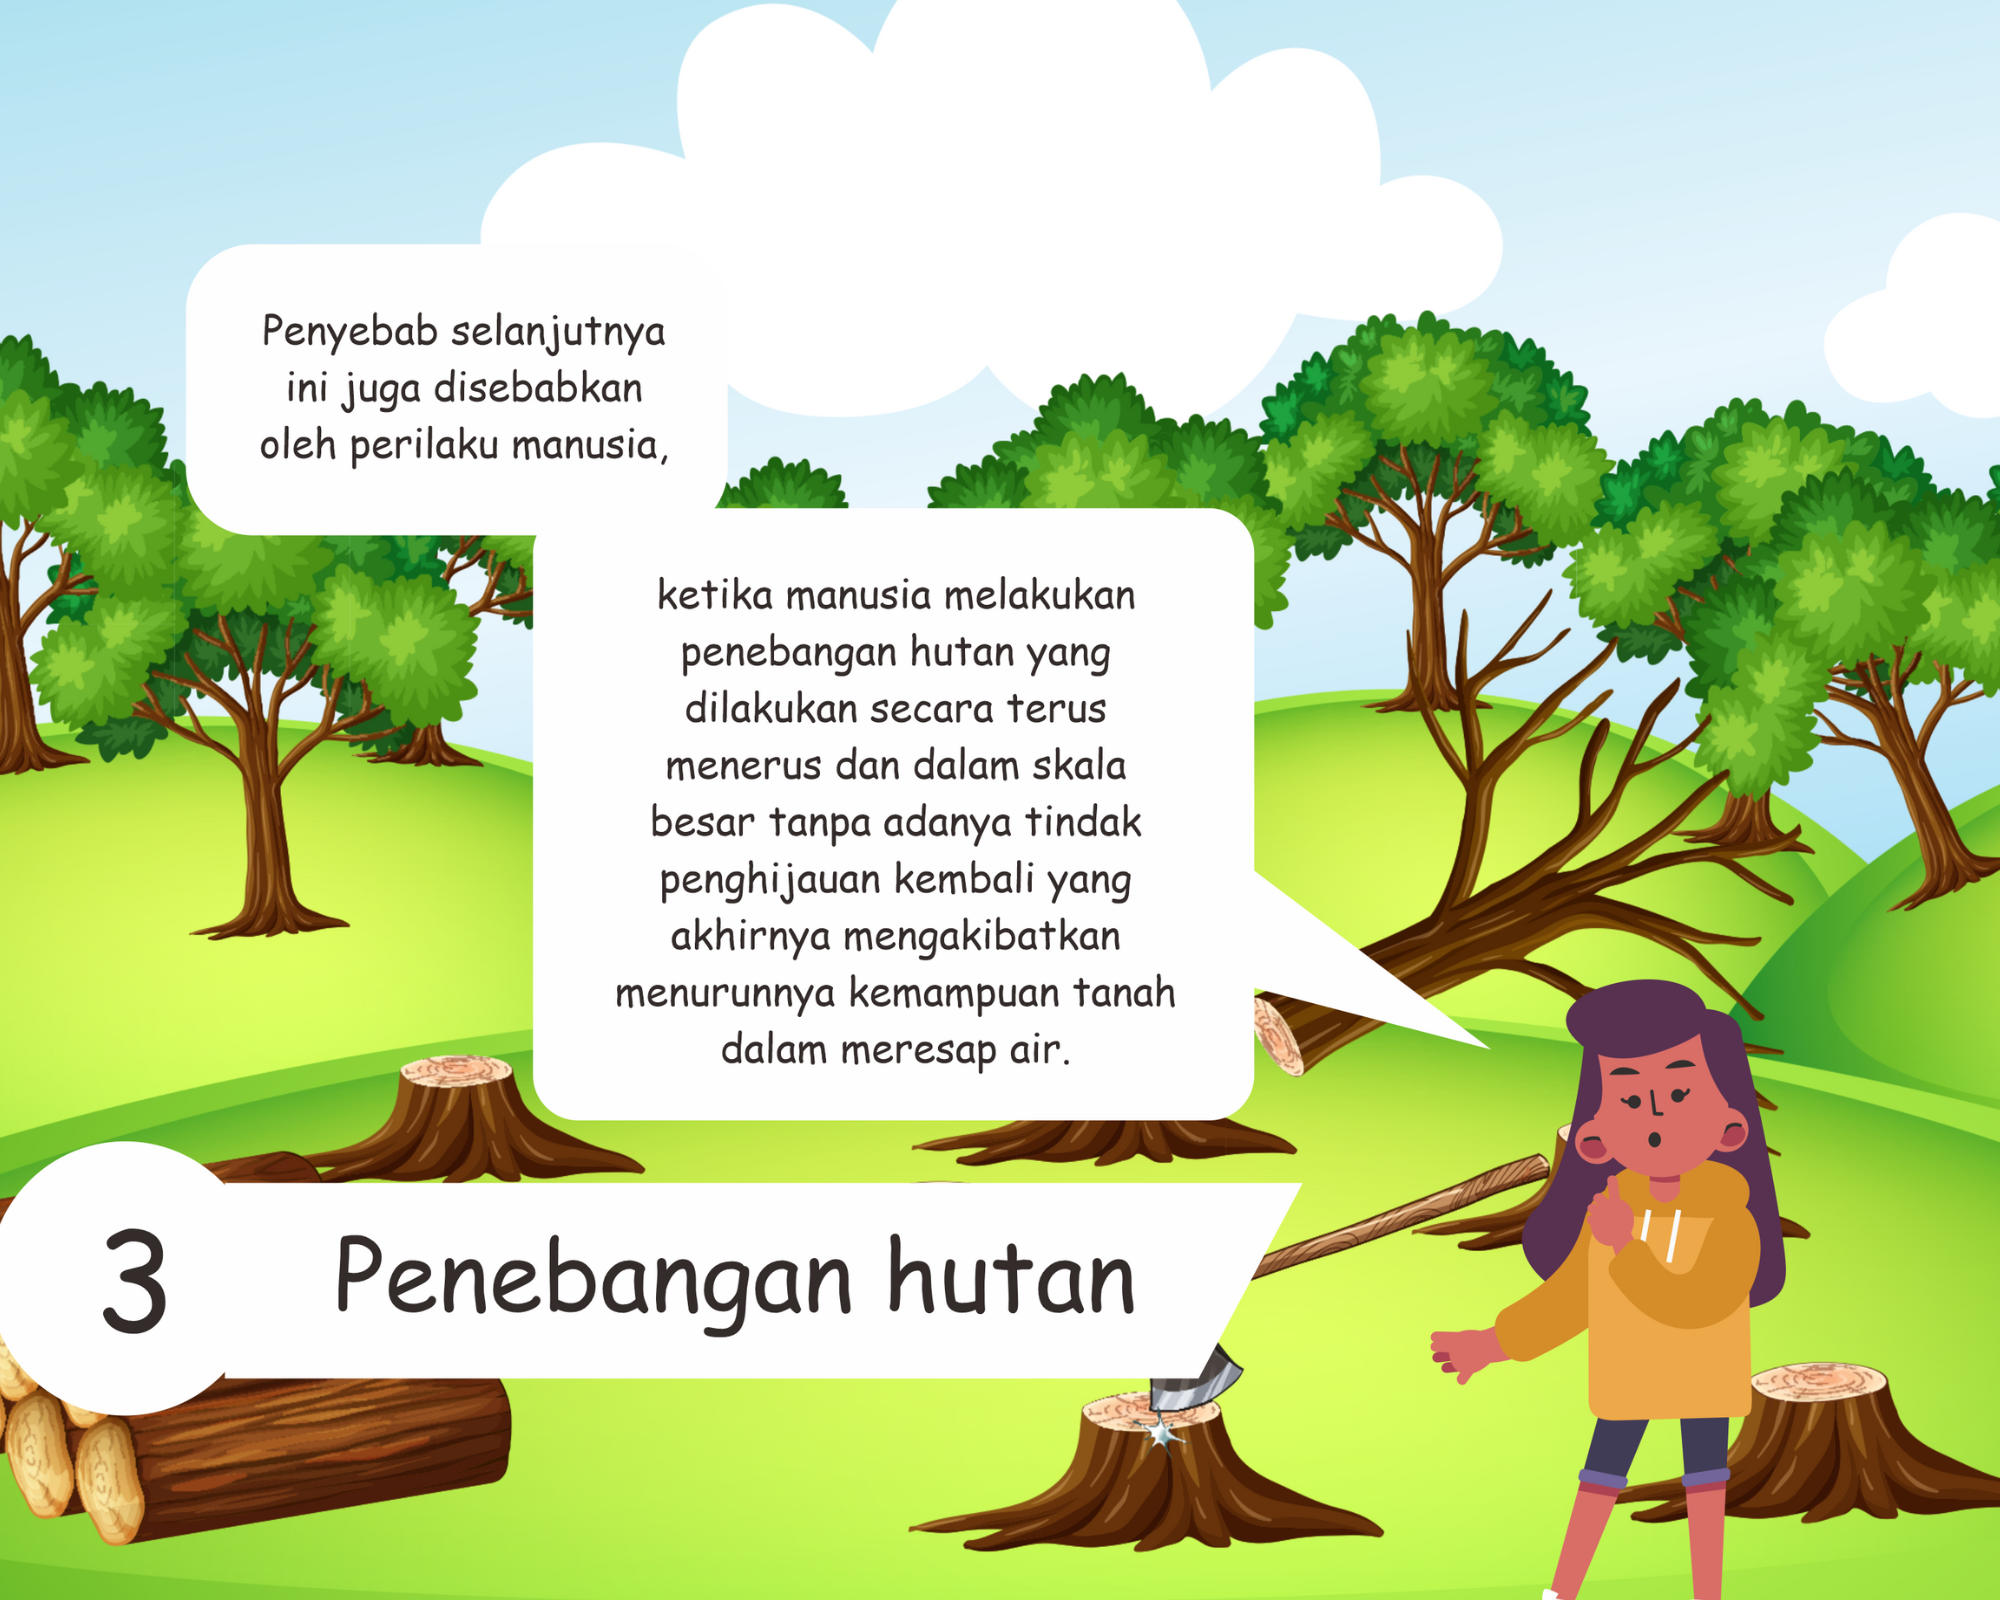 Penyebab selanjutnya
ini juga disebabkan
oleh perilaku manusia,
ketika manusia melakukan
penebangan hutan yang
dilakukan secara terus
menerus dan dalam skala
besar tanpa adanya tindak
penghijauan kembali yang
akhirnya mengakibatkan
menurunnya kemampuan tanah
dalam meresap air.
3
Penebangan hutan